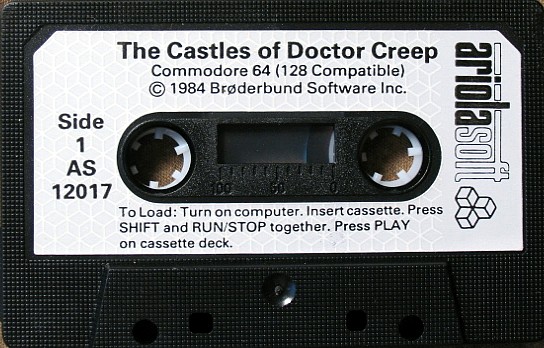 The Castles of Doctor Creep
Commodore 64 (128 Compatible)
© 1984 Brøderbund Software Inc.
ariolasoft
Side
1
AS
12017
100 50 0
To Load: Turn on computer. Insert cassette. Press
SHIFT and RUN/STOP together. Press PLAY
on cassette deck.